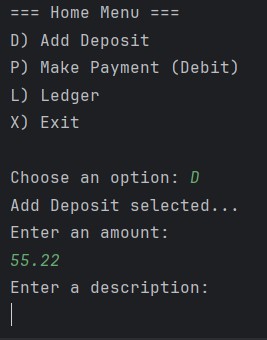 === Home Menu ===
D) Add Deposit
P) Make Payment (Debit)
L) Ledger
X) Exit
Choose an option: D
Add Deposit selected...
Enter an amount:
55.22
Enter a description: